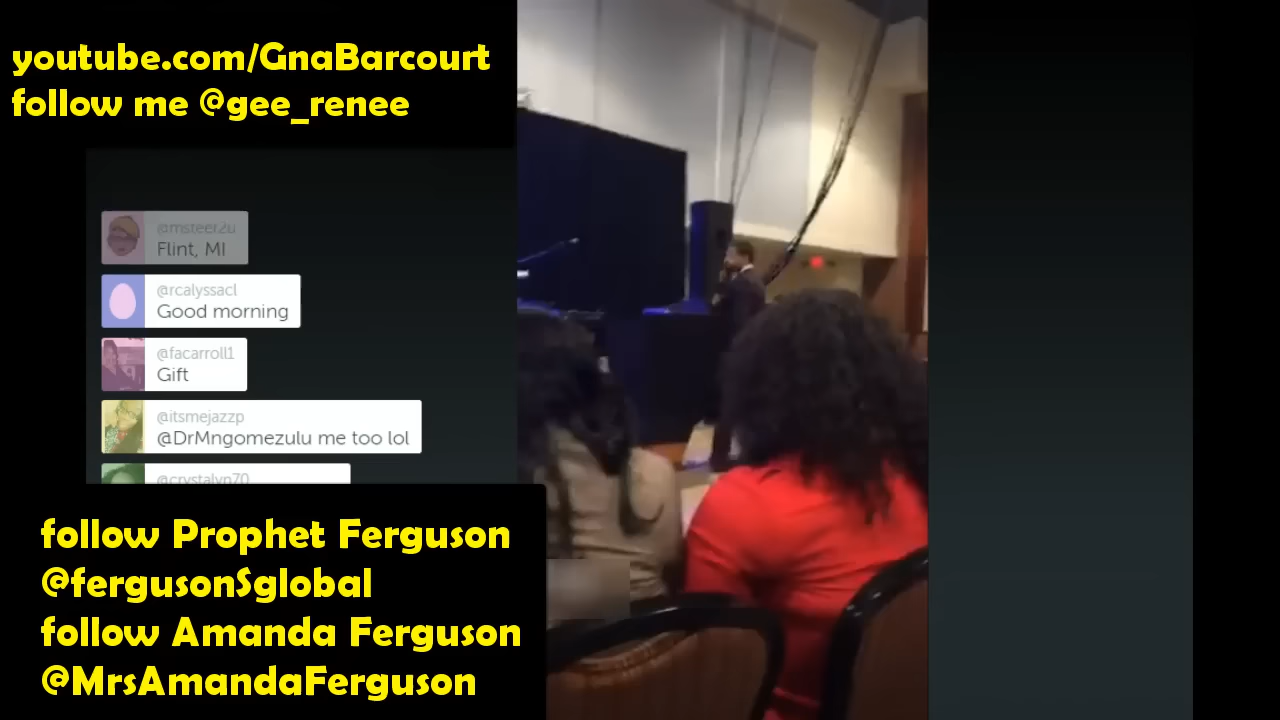 youtube.com/GnaBarcourt
follow me @gee_renee
@msteer2u
Flint, MI
@rcalyssacl
Good morning
@facarroll1
Gift
@itsmejazzp
@DrMngomezulu me too lol
@crystalyn70
follow Prophet Ferguson
@fergusonSglobal
follow Amanda Ferguson
@MrsAmandaFerguson